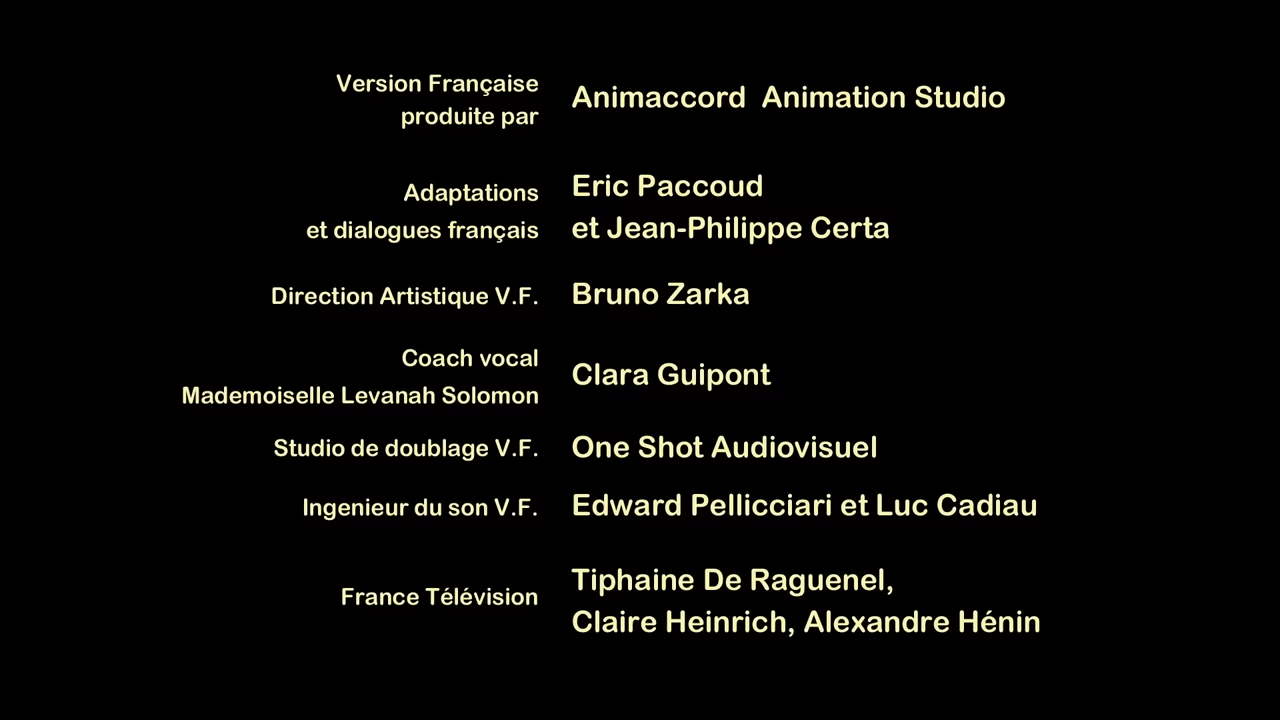 Version Française
produite par
Animaccord  Animation Studio
Adaptations
et dialogues français
Eric Paccoud
et Jean-Philippe Certa
Direction Artistique V.F.
Bruno Zarka
Coach vocal
Mademoiselle Levanah Solomon
Clara Guipont
Studio de doublage V.F.
One Shot Audiovisuel
Ingenieur du son V.F.
Edward Pellicciari et Luc Cadiau
France Télévision
Tiphaine De Raguenel,
Claire Heinrich, Alexandre Hénin